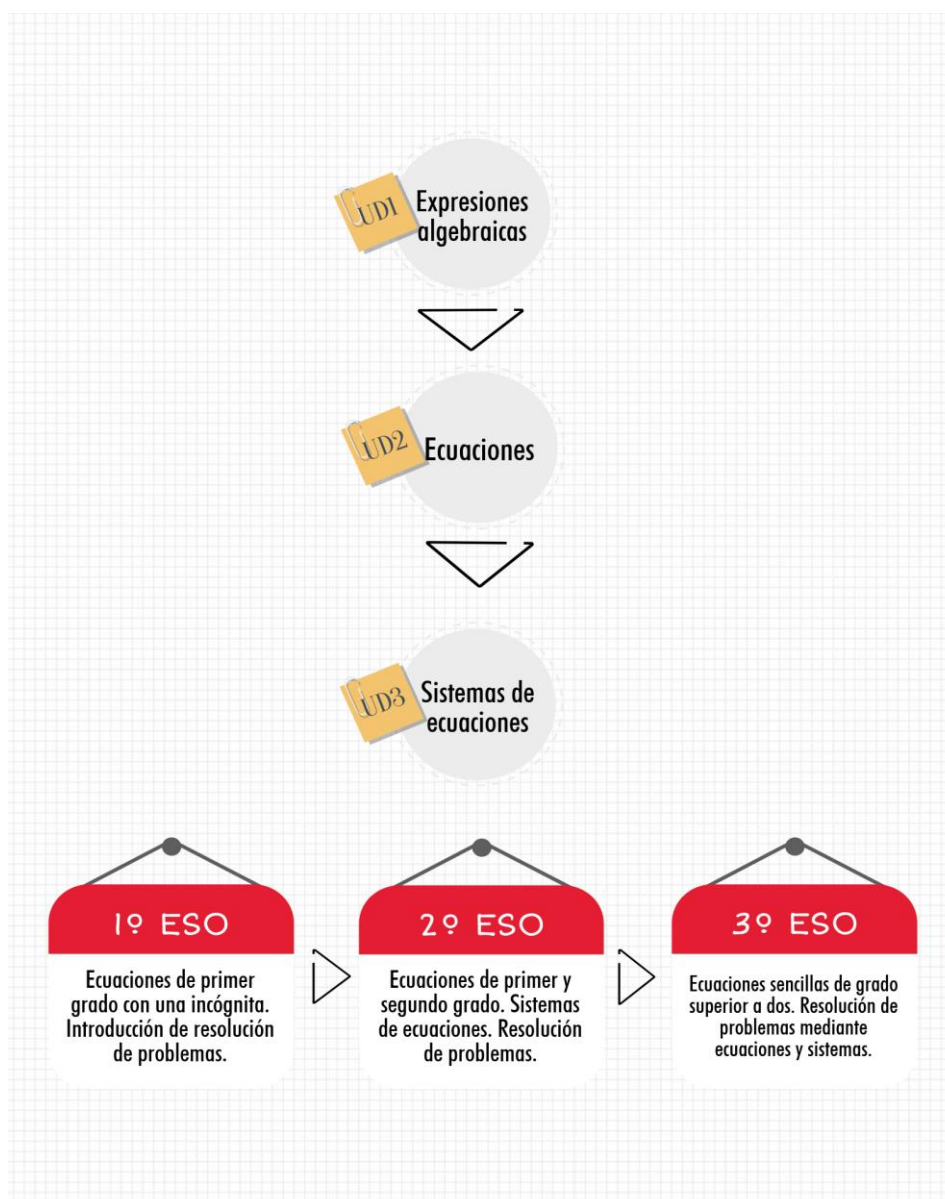 UD1
Expresiones
algebraicas
UD2
Ecuaciones
UD3
Sistemas de
ecuaciones
1º ESO
Ecuaciones de primer
grado con una incógnita.
Introducción de resolución
de problemas.
2º ESO
Ecuaciones de primer y
segundo grado. Sistemas
de ecuaciones. Resolución
de problemas.
3º ESO
Ecuaciones sencillas de grado
superior a dos. Resolución de
problemas mediante
ecuaciones y sistemas.